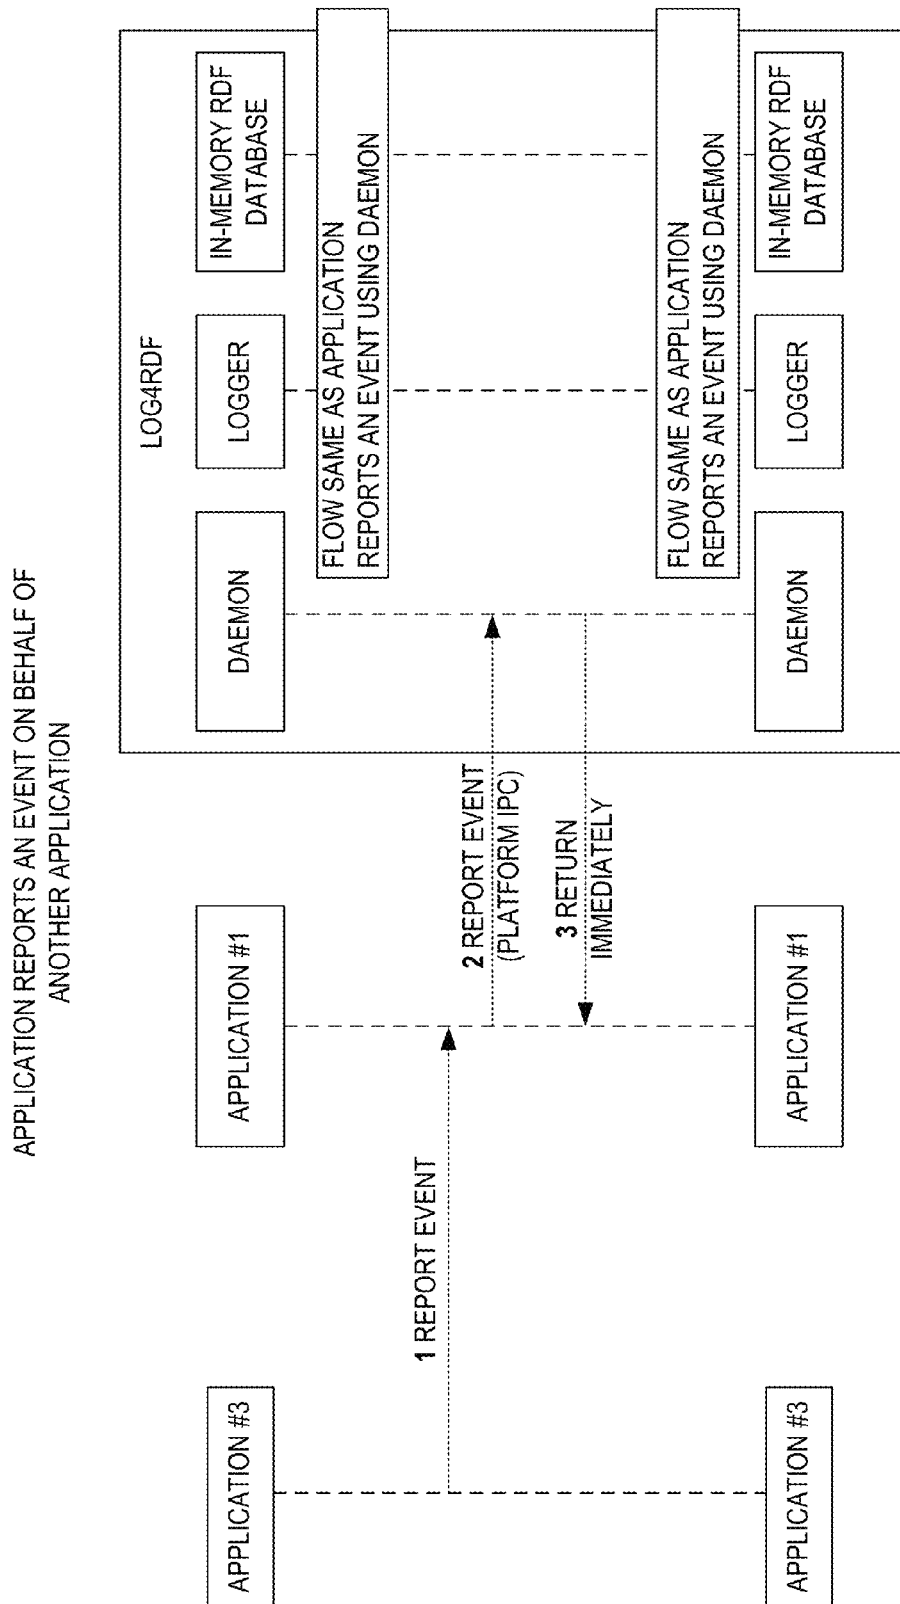 APPLICATION REPORTS AN EVENT ON BEHALF OF
ANOTHER APPLICATION
LOG4RDF
APPLICATION #3
APPLICATION #1
DAEMON
LOGGER
IN-MEMORY RDF
DATABASE
FLOW SAME AS APPLICATION
REPORTS AN EVENT USING DAEMON
1 REPORT EVENT
2 REPORT EVENT
(PLATFORM IPC)
3 RETURN
IMMEDIATELY
FLOW SAME AS APPLICATION
REPORTS AN EVENT USING DAEMON
APPLICATION #3
APPLICATION #1
DAEMON
LOGGER
IN-MEMORY RDF
DATABASE